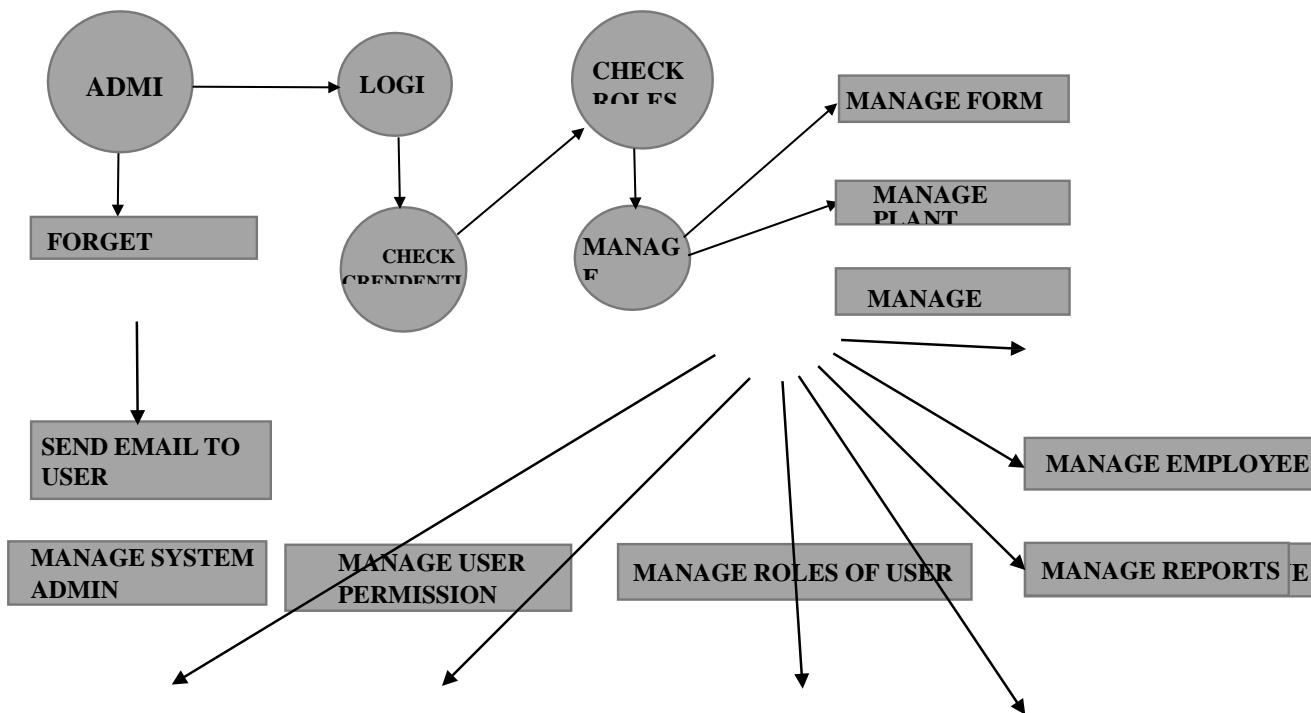 ADMI
LOGI
CHECK
ROLES
MANAGE FORM
MANAGE
PLANT
FORGET
CHECK
CRENDENTI
MANAG
E
MANAGE
SEND EMAIL TO
USER
MANAGE EMPLOYEE
MANAGE SYSTEM
ADMIN
MANAGE USER
PERMISSION
MANAGE ROLES OF USER
MANAGE REPORTS
E